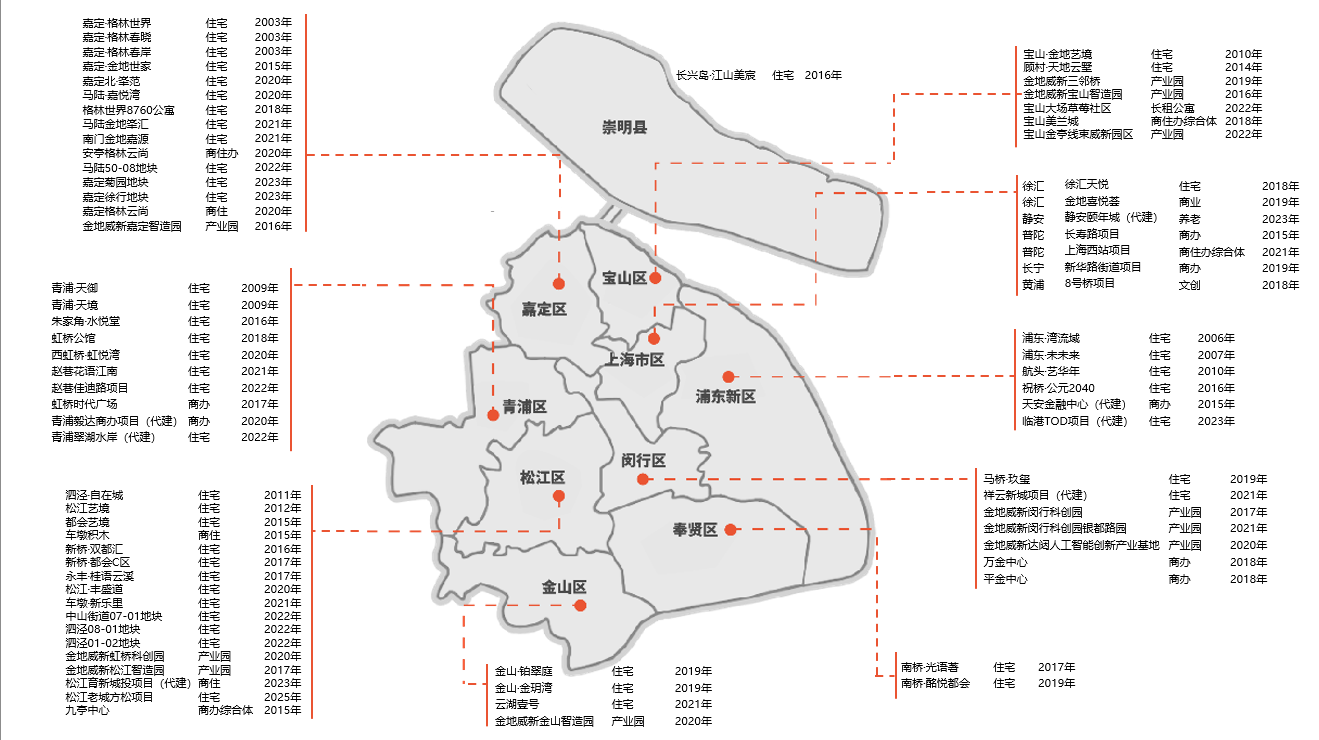 嘉定·格林世界 住宅 2003年
嘉定·格林春晓 住宅 2003年
嘉定·格林春岸 住宅 2003年
嘉定·金地世家 住宅 2015年
嘉定北·峯范 住宅 2020年
马陆·嘉悦湾 住宅 2020年
格林世界8760公寓 住宅 2018年
马陆金地峯汇 住宅 2021年
南门金地嘉源 住宅 2021年
安亭格林云尚 商住办 2020年
马陆50-08地块 住宅 2022年
嘉定菊园地块 住宅 2023年
嘉定徐行地块 住宅 2023年
嘉定格林云尚 商住 2020年
金地威新嘉定智造园 产业园 2016年
长兴岛·江山美宸 住宅 2016年
崇明县
宝山·金地艺境 住宅 2010年
顾村·天地云墅 住宅 2014年
金地威新三邻桥 产业园 2019年
金地威新宝山智造园 产业园 2016年
宝山大场草莓社区 长租公寓 2022年
宝山美兰城 商住办综合体 2018年
宝山金亭线束威新园区 产业园 2022年
徐汇 徐汇天悦 住宅 2018年
徐汇 金地喜悦荟 商业 2019年
静安 静安颐年城（代建） 养老 2023年
普陀 长寿路项目 商办 2015年
普陀 上海西站项目 商住办综合体 2021年
长宁 新华路街道项目 商办 2019年
黄浦 8号桥项目 文创 2018年
青浦·天御 住宅 2009年
青浦·天境 住宅 2009年
朱家角·水悦堂 住宅 2016年
虹桥公馆 住宅 2018年
西虹桥·虹悦湾 住宅 2020年
赵巷花语江南 住宅 2021年
赵巷佳迪路项目 住宅 2022年
虹桥时代广场 商办 2017年
青浦毅达商办项目（代建） 商办 2020年
青浦翠湖水岸（代建） 住宅 2022年
宝山区
嘉定区
上海市区
浦东新区
青浦区
闵行区
松江区
奉贤区
金山区
浦东·湾流域 住宅 2006年
浦东·未未来 住宅 2007年
航头·艺华年 住宅 2010年
祝桥·公元2040 住宅 2016年
天安金融中心（代建） 商办 2015年
临港TOD项目（代建） 住宅 2023年
泗泾·自在城 住宅 2011年
松江艺境 住宅 2012年
都会艺境 住宅 2015年
车墩积木 商住 2015年
新桥·双都汇 住宅 2016年
新桥·都会C区 住宅 2017年
永丰·桂语云溪 住宅 2017年
松江·丰盛道 住宅 2020年
车墩·新乐里 住宅 2021年
中山街道07-01地块 住宅 2022年
泗泾08-01地块 住宅 2022年
泗泾01-02地块 住宅 2022年
金地威新虹桥科创园 产业园 2020年
金地威新松江智造园 产业园 2017年
松江育新城投项目（代建） 商住 2023年
松江老城方松项目 住宅 2025年
九亭中心 商办综合体 2015年
马桥·玖玺 住宅 2019年
祥云新城项目（代建） 住宅 2021年
金地威新闵行科创园 产业园 2017年
金地威新闵行科创园银都路园 产业园 2021年
金地威新达闼人工智能创新产业基地 产业园 2020年
万金中心 商办 2018年
平金中心 商办 2018年
金山·铂翠庭 住宅 2019年
金山·金玥湾 住宅 2019年
云湖壹号 住宅 2021年
金地威新金山智造园 产业园 2020年
南桥·光语著 住宅 2017年
南桥·酩悦都会 住宅 2019年